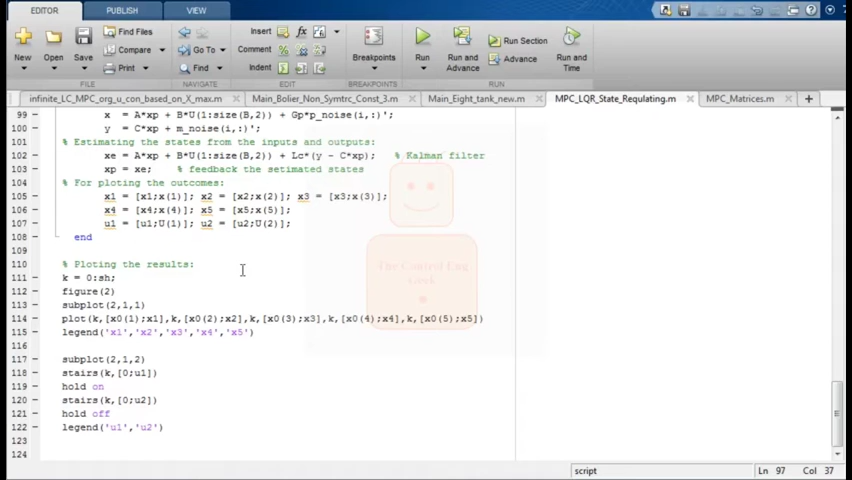 EDITOR PUBLISH VIEW
New Open Save Find Files Compare Print Go To Find Insert Comment Indent Breakpoints Run Run and Advance Run Section Advance Run and Time
FILE NAVIGATE EDIT BREAKPOINTS RUN
infinite_LC_MPC_org_u_con_based_on_X_max.m Main_Bolier_Non_Symtrc_Const_3.m Main_Eight_tank_new.m MPC_LQR_State_Regulating.m MPC_Matrices.m
99 x = A*xp + B*U(1:size(B,2)) + Gp*p_noise(i,:)';
100 y = C*xp + m_noise(i,:)';
101 % Estimating the states from the inputs and outputs:
102 xe = A*xp + B*U(1:size(B,2)) + Lc*(y - C*xp); % Kalman filter
103 xp = xe; % feedback the setimated states
104 % For ploting the outcomes:
105 x1 = [x1;x(1)]; x2 = [x2;x(2)]; x3 = [x3;x(3)];
106 x4 = [x4;x(4)]; x5 = [x5;x(5)];
107 u1 = [u1;U(1)]; u2 = [u2;U(2)];
108 end
109
110 % Ploting the results:
111 k = 0:sh;
112 figure(2)
113 subplot(2,1,1)
114 plot(k,[x0(1);x1],k,[x0(2);x2],k,[x0(3);x3],k,[x0(4);x4],k,[x0(5);x5])
115 legend('x1','x2','x3','x4','x5')
116
117 subplot(2,1,2)
118 stairs(k,[0;u1])
119 hold on
120 stairs(k,[0;u2])
121 hold off
122 legend('u1','u2')
123
124
The Control Eng
script Ln 97 Col 37